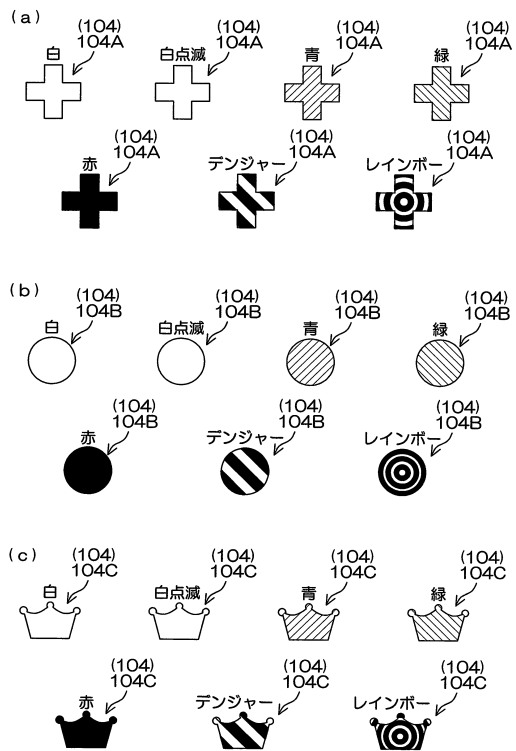 (a)
(104) (104) (104) (104)
白 104A 白点滅 104A 青 104A 緑 104A
(104) (104) (104)
赤 104A デンジャー 104A レインボー 104A
(b)
(104) (104) (104) (104)
白 104B 白点滅 104B 青 104B 緑 104B
(104) (104) (104)
赤 104B デンジャー 104B レインボー 104B
(c)
(104) (104) (104) (104)
白 104C 白点滅 104C 青 104C 緑 104C
(104) (104) (104)
赤 104C デンジャー 104C レインボー 104C